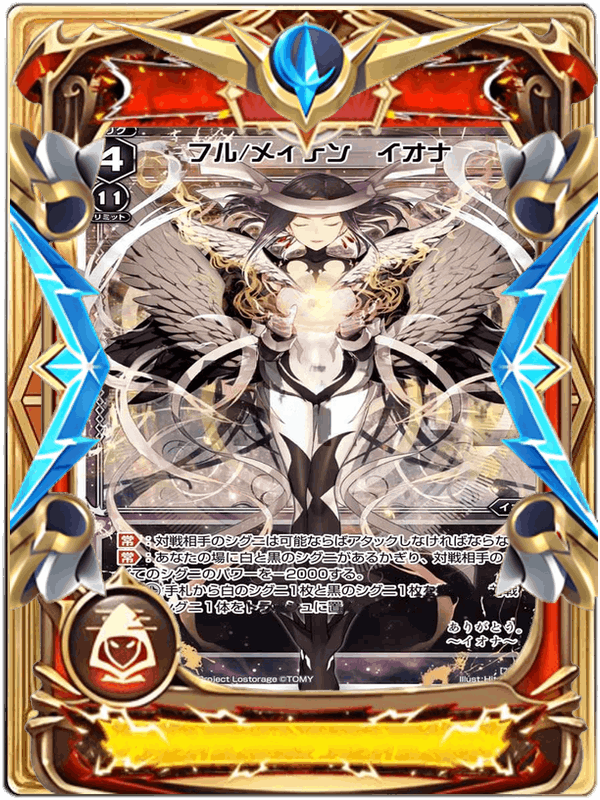 4
フル/メイデン イオナ
11
リミット
常:対戦相手のシグニは可能ならばアタックしなければならな
常:あなたの場に白と黒のシグニがあるかぎり、対戦相手の
てのシグニのパワーを－2000する。
手札から白のシグニ1枚と黒のシグニ1枚を
シグニ1体をトラ シュに置
ありがとう。
～イオナ～
roject Lostorage ©TOMY
Illust:Hit